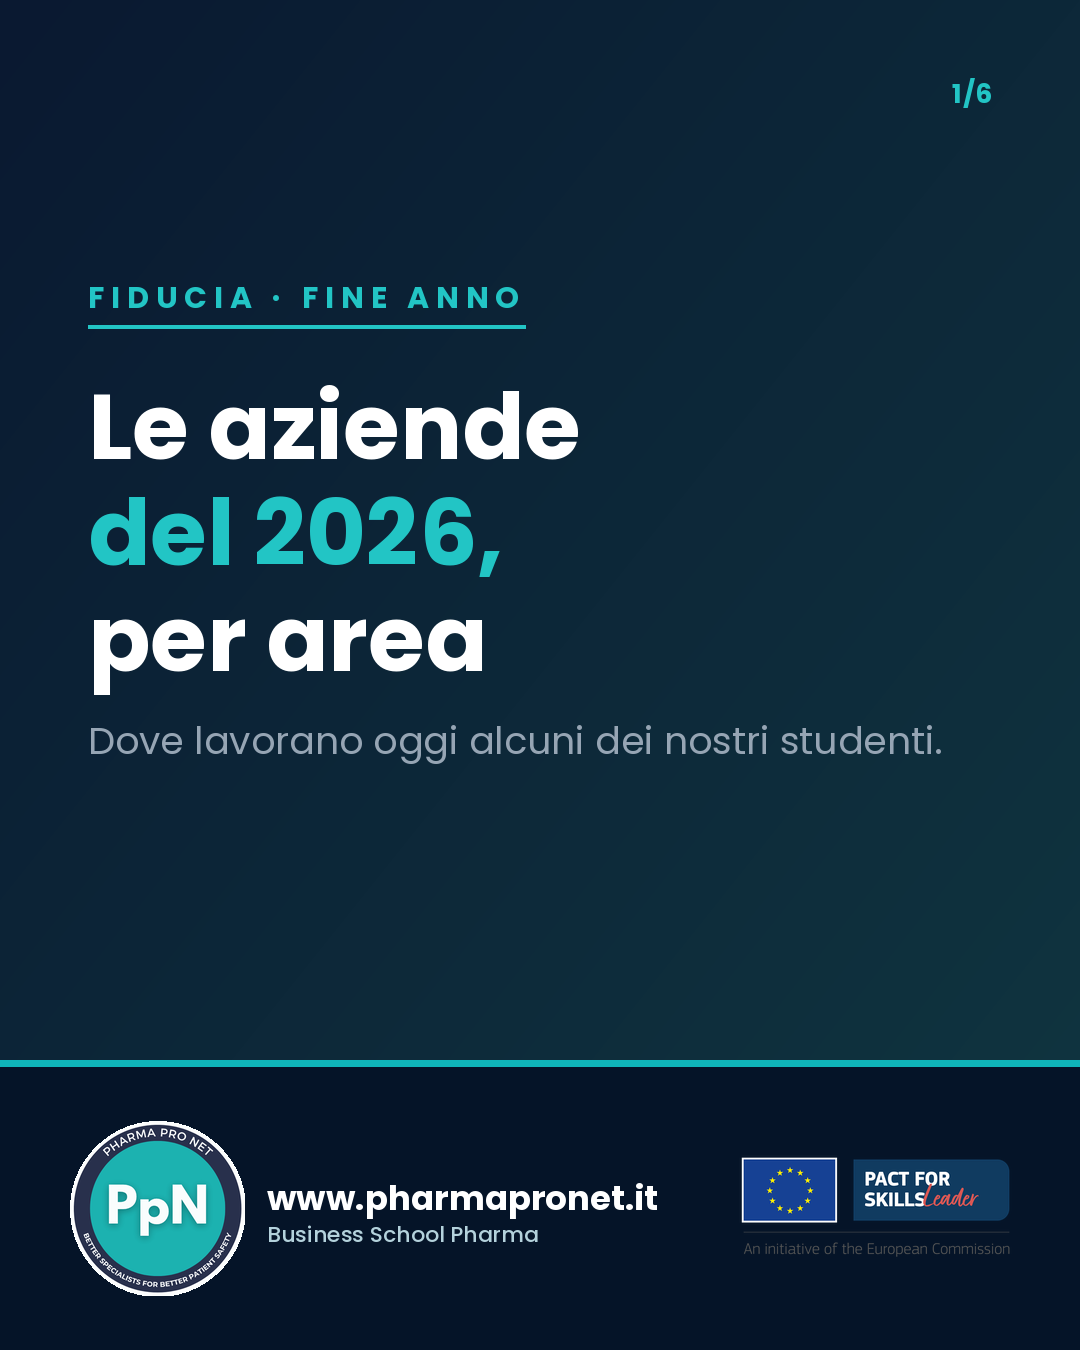 1/6
FIDUCIA · FINE ANNO
Le aziende
del 2026,
per area
Dove lavorano oggi alcuni dei nostri studenti.
PHARMA PRO NET
PpN
BETTER SPECIALISTS FOR BETTER PATIENT SAFETY
www.pharmapronet.it
Business School Pharma
PACT FOR
SKILLS Leader
An initiative of the European Commission